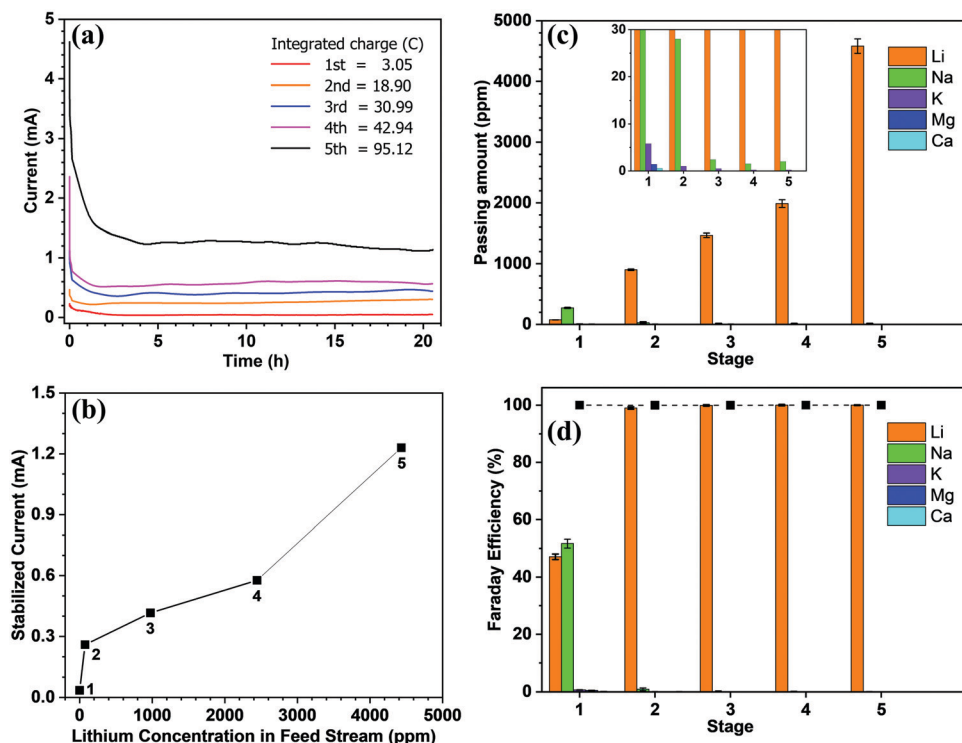 (a)
Integrated charge (C)
1st = 3.05
2nd = 18.90
3rd = 30.99
4th = 42.94
5th = 95.12
5
4
3
2
1
0
Current (mA)
0 5 10 15 20
Time (h)
(b)
1.5
1.2
0.9
0.6
0.3
0.0
Stabilized Current (mA)
1
2
3
4
5
0 1000 2000 3000 4000 5000
Lithium Concentration in Feed Stream (ppm)
(c)
5000
4000
3000
2000
1000
0
Passing amount (ppm)
30
20
10
0
1 2 3 4 5
Li
Na
K
Mg
Ca
1 2 3 4 5
Stage
(d)
100
80
60
40
20
0
Faraday Efficiency (%)
Li
Na
K
Mg
Ca
1 2 3 4 5
Stage